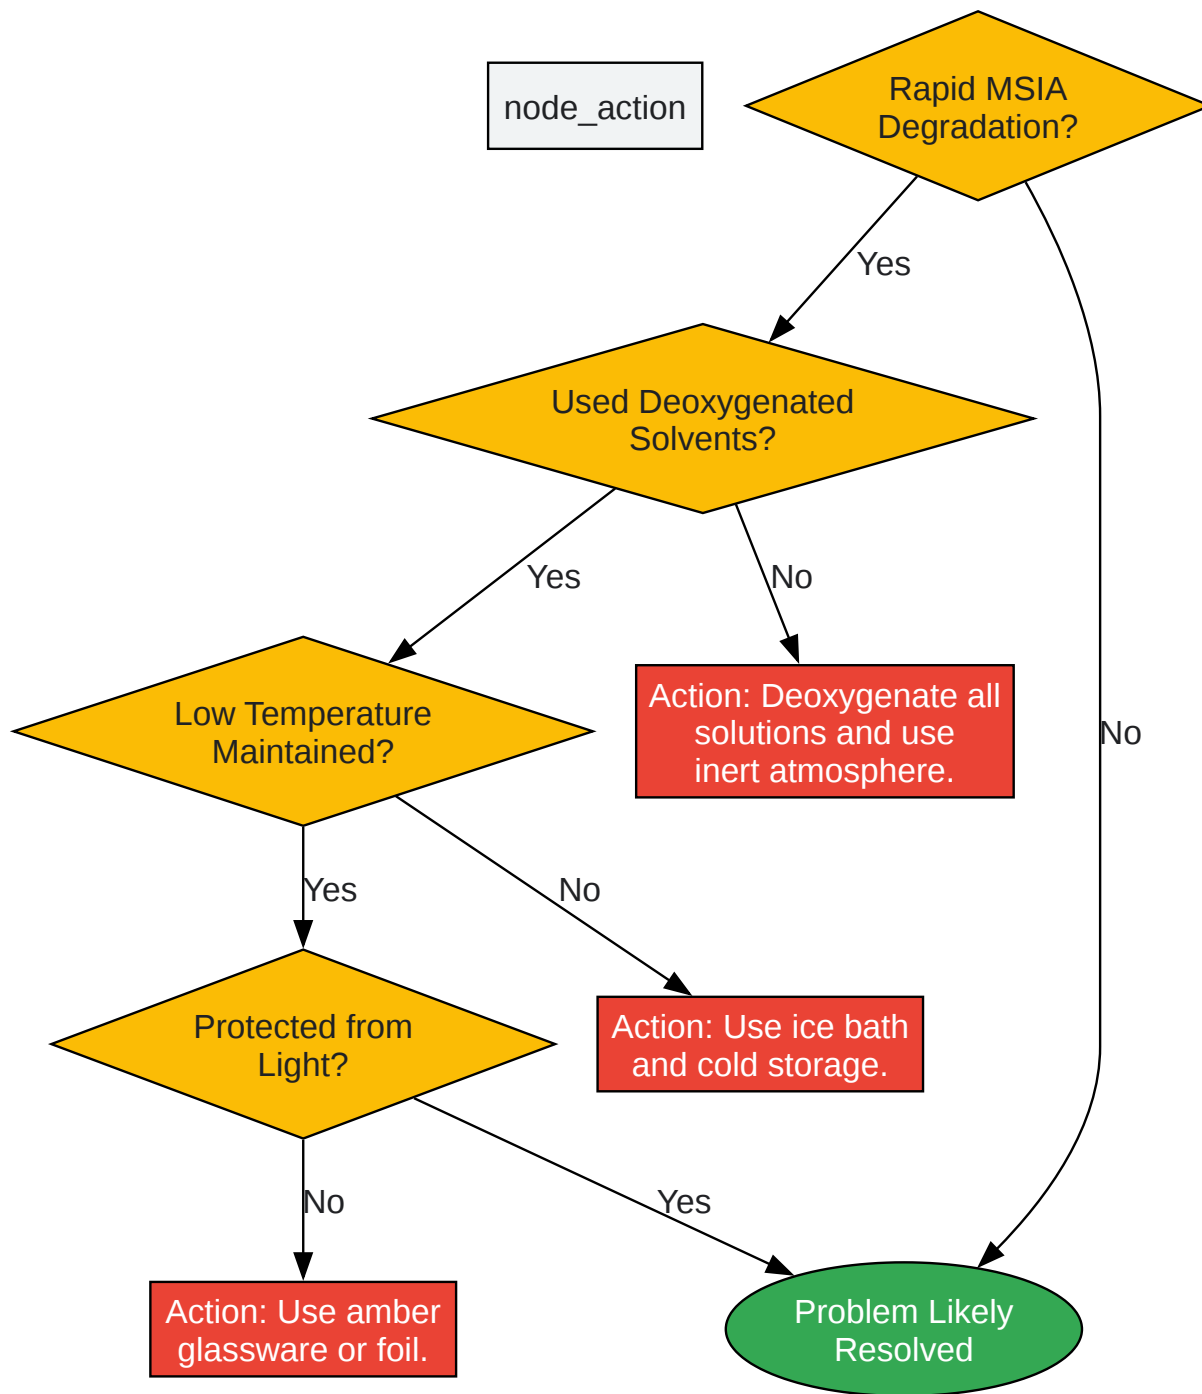 node_action
Rapid MSIA
Degradation?
Yes
Used Deoxygenated
Solvents?
Yes
No
Low Temperature
Maintained?
Action: Deoxygenate all
solutions and use
inert atmosphere.
No
Yes
No
Protected from
Light?
Action: Use ice bath
and cold storage.
No
Yes
Action: Use amber
glassware or foil.
Problem Likely
Resolved